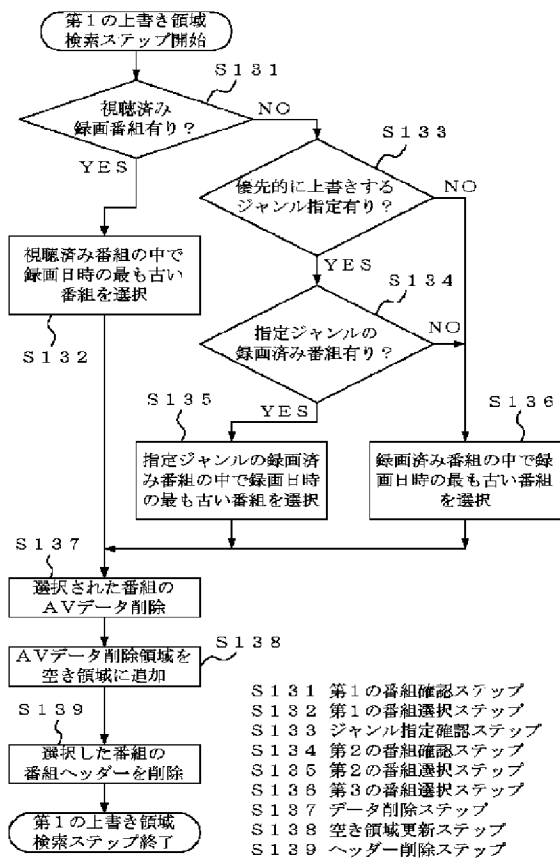 第１の上書き領域
検索ステップ開始
Ｓ１３１
視聴済み
録画番組有り？
ＮＯ
ＹＥＳ
Ｓ１３３
優先的に上書きする
ジャンル指定有り？
ＮＯ
ＹＥＳ
視聴済み番組の中で
録画日時の最も古い
番組を選択
Ｓ１３２
Ｓ１３４
指定ジャンルの
録画済み番組有り？
ＮＯ
ＹＥＳ
Ｓ１３５
指定ジャンルの録画済
み番組の中で録画日時
の最も古い番組を選択
Ｓ１３６
録画済み番組の中で録
画日時の最も古い番組
を選択
Ｓ１３７
選択された番組の
ＡＶデータ削除
Ｓ１３８
ＡＶデータ削除領域を
空き領域に追加
Ｓ１３９
選択した番組の
番組ヘッダーを削除
第１の上書き領域
検索ステップ終了
Ｓ１３１ 第１の番組確認ステップ
Ｓ１３２ 第１の番組選択ステップ
Ｓ１３３ ジャンル指定確認ステップ
Ｓ１３４ 第２の番組確認ステップ
Ｓ１３５ 第２の番組選択ステップ
Ｓ１３６ 第３の番組選択ステップ
Ｓ１３７ データ削除ステップ
Ｓ１３８ 空き領域更新ステップ
Ｓ１３９ ヘッダー削除ステップ